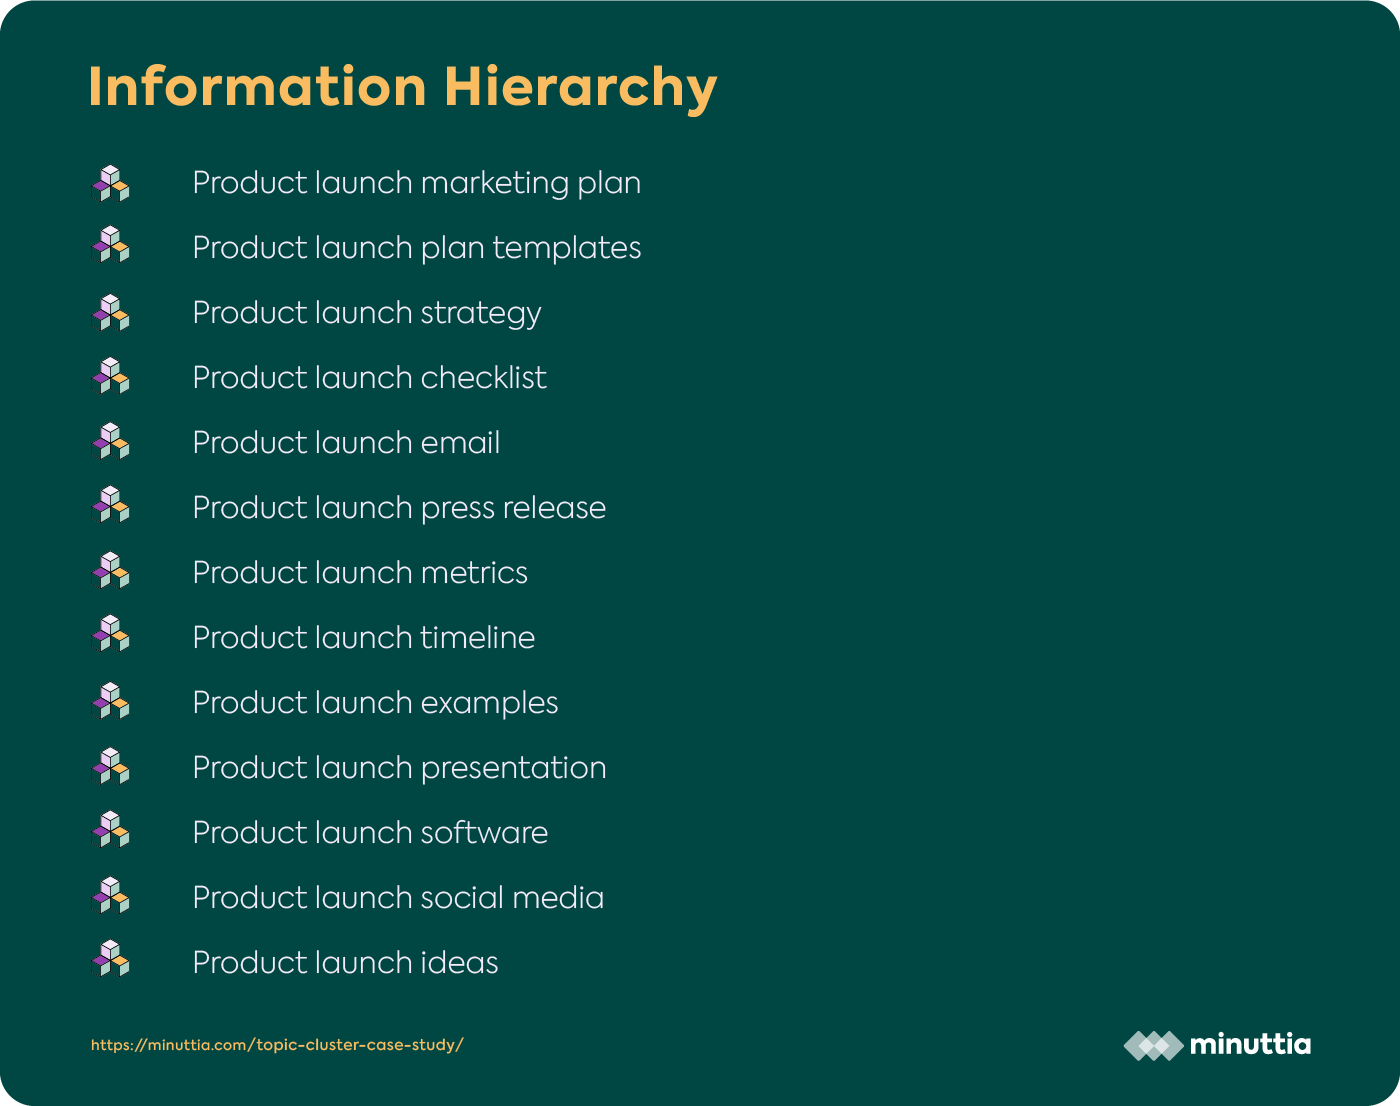 Information Hierarchy
Product launch marketing plan
Product launch plan templates
Product launch strategy
Product launch checklist
Product launch email
Product launch press release
Product launch metrics
Product launch timeline
Product launch examples
Product launch presentation
Product launch software
Product launch social media
Product launch ideas
https://minuttia.com/topic-cluster-case-study/
minuttia